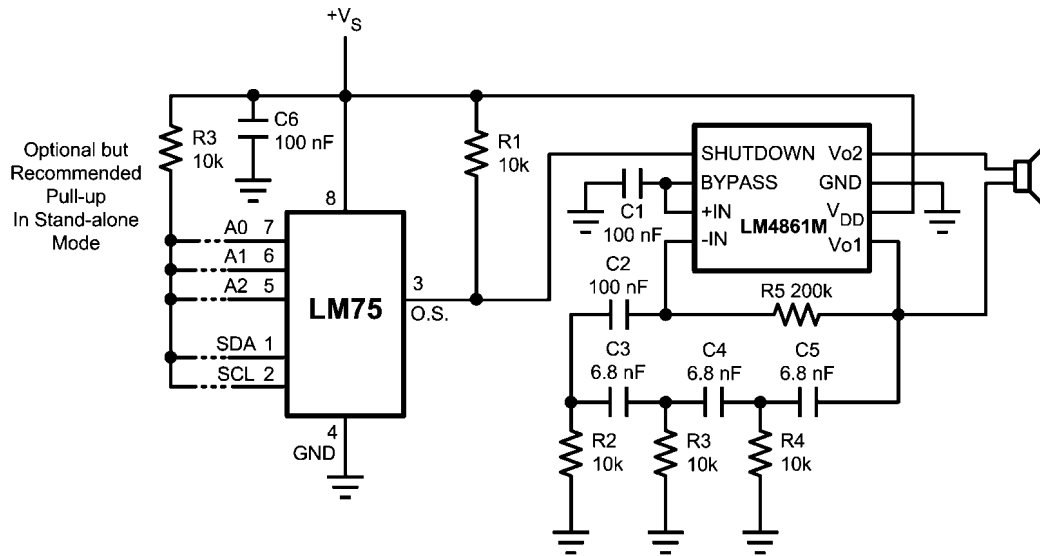 +VS
R3
10k
C6
100 nF
R1
10k
Optional but
Recommended
Pull-up
In Stand-alone
Mode
8
A0 7
A1 6
A2 5
SDA 1
SCL 2
LM75
3
O.S.
4
GND
SHUTDOWN
BYPASS
+IN
-IN
Vo2
GND
VDD
Vo1
LM4861M
C1
100 nF
C2
100 nF
R5 200k
C3
6.8 nF
C4
6.8 nF
C5
6.8 nF
R2
10k
R3
10k
R4
10k